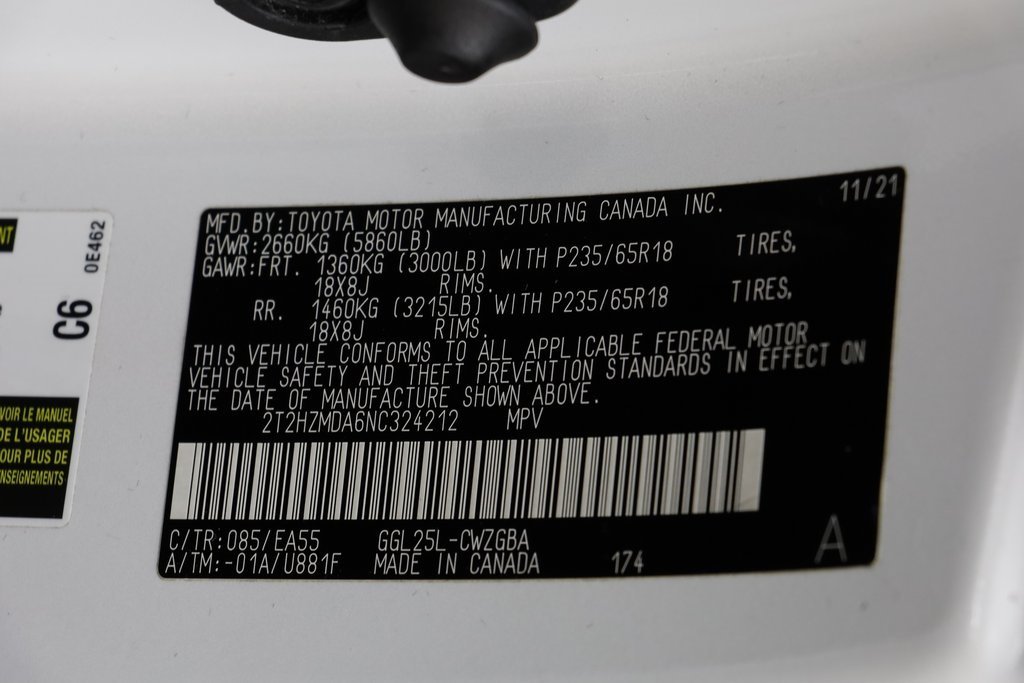 MFD.BY:TOYOTA MOTOR MANUFACTURING CANADA INC. 11/21
GVWR:2660KG (5860LB)
GAWR:FRT. 1360KG (3000LB) WITH P235/65R18 TIRES,
18X8J RIMS.
RR. 1460KG (3215LB) WITH P235/65R18 TIRES,
18X8J RIMS.
THIS VEHICLE CONFORMS TO ALL APPLICABLE FEDERAL MOTOR
VEHICLE SAFETY AND THEFT PREVENTION STANDARDS IN EFFECT ON
THE DATE OF MANUFACTURE SHOWN ABOVE.
2T2HZMDA6NC324212 MPV
C/TR:085/EA55 GGL25L-CWZGBA
A/TM:-01A/U881F MADE IN CANADA 174
A
NT
C6
0E462
VOIR LE MANUEL
DE L'USAGER
POUR PLUS DE
NSEIGNEMENTS